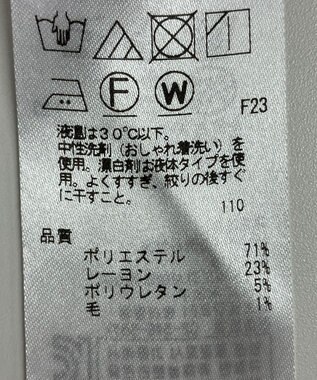 F W F23
液温は30℃以下。
中性洗剤（おしゃれ着洗い）を
使用。漂白剤は液体タイプを使
用。よくすすぎ、絞りの後すぐ
に干すこと。
110
品質
ポリエステル 71%
レーヨン 23%
ポリウレタン 5%
毛 1%